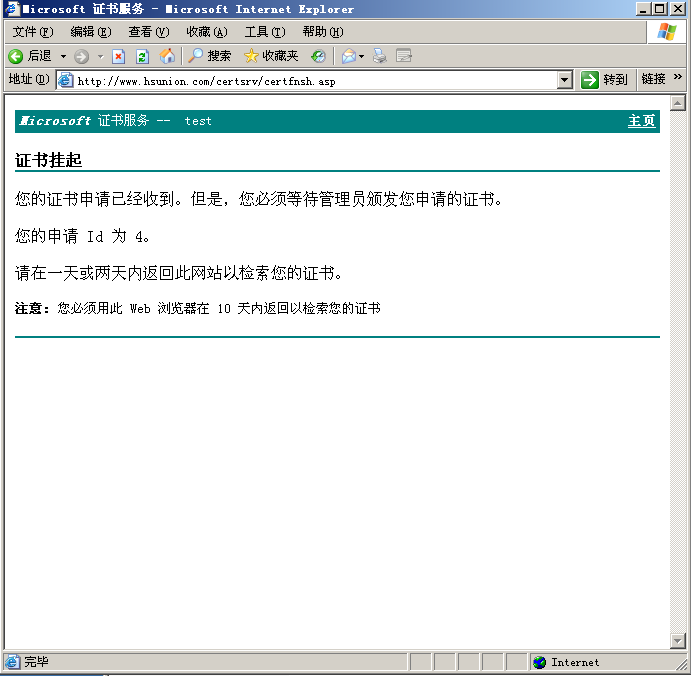 Microsoft 证书服务 - Microsoft Internet Explorer
文件(F) 编辑(E) 查看(V) 收藏(A) 工具(T) 帮助(H)
后退 搜索 收藏夹
地址(D) http://www.hsunion.com/certsrv/certfnsh.asp 转到 链接 »
Microsoft 证书服务 -- test 主页
证书挂起
您的证书申请已经收到。但是，您必须等待管理员颁发您申请的证书。
您的申请 Id 为 4。
请在一天或两天内返回此网站以检索您的证书。
注意：您必须用此 Web 浏览器在 10 天内返回以检索您的证书
完毕 Internet